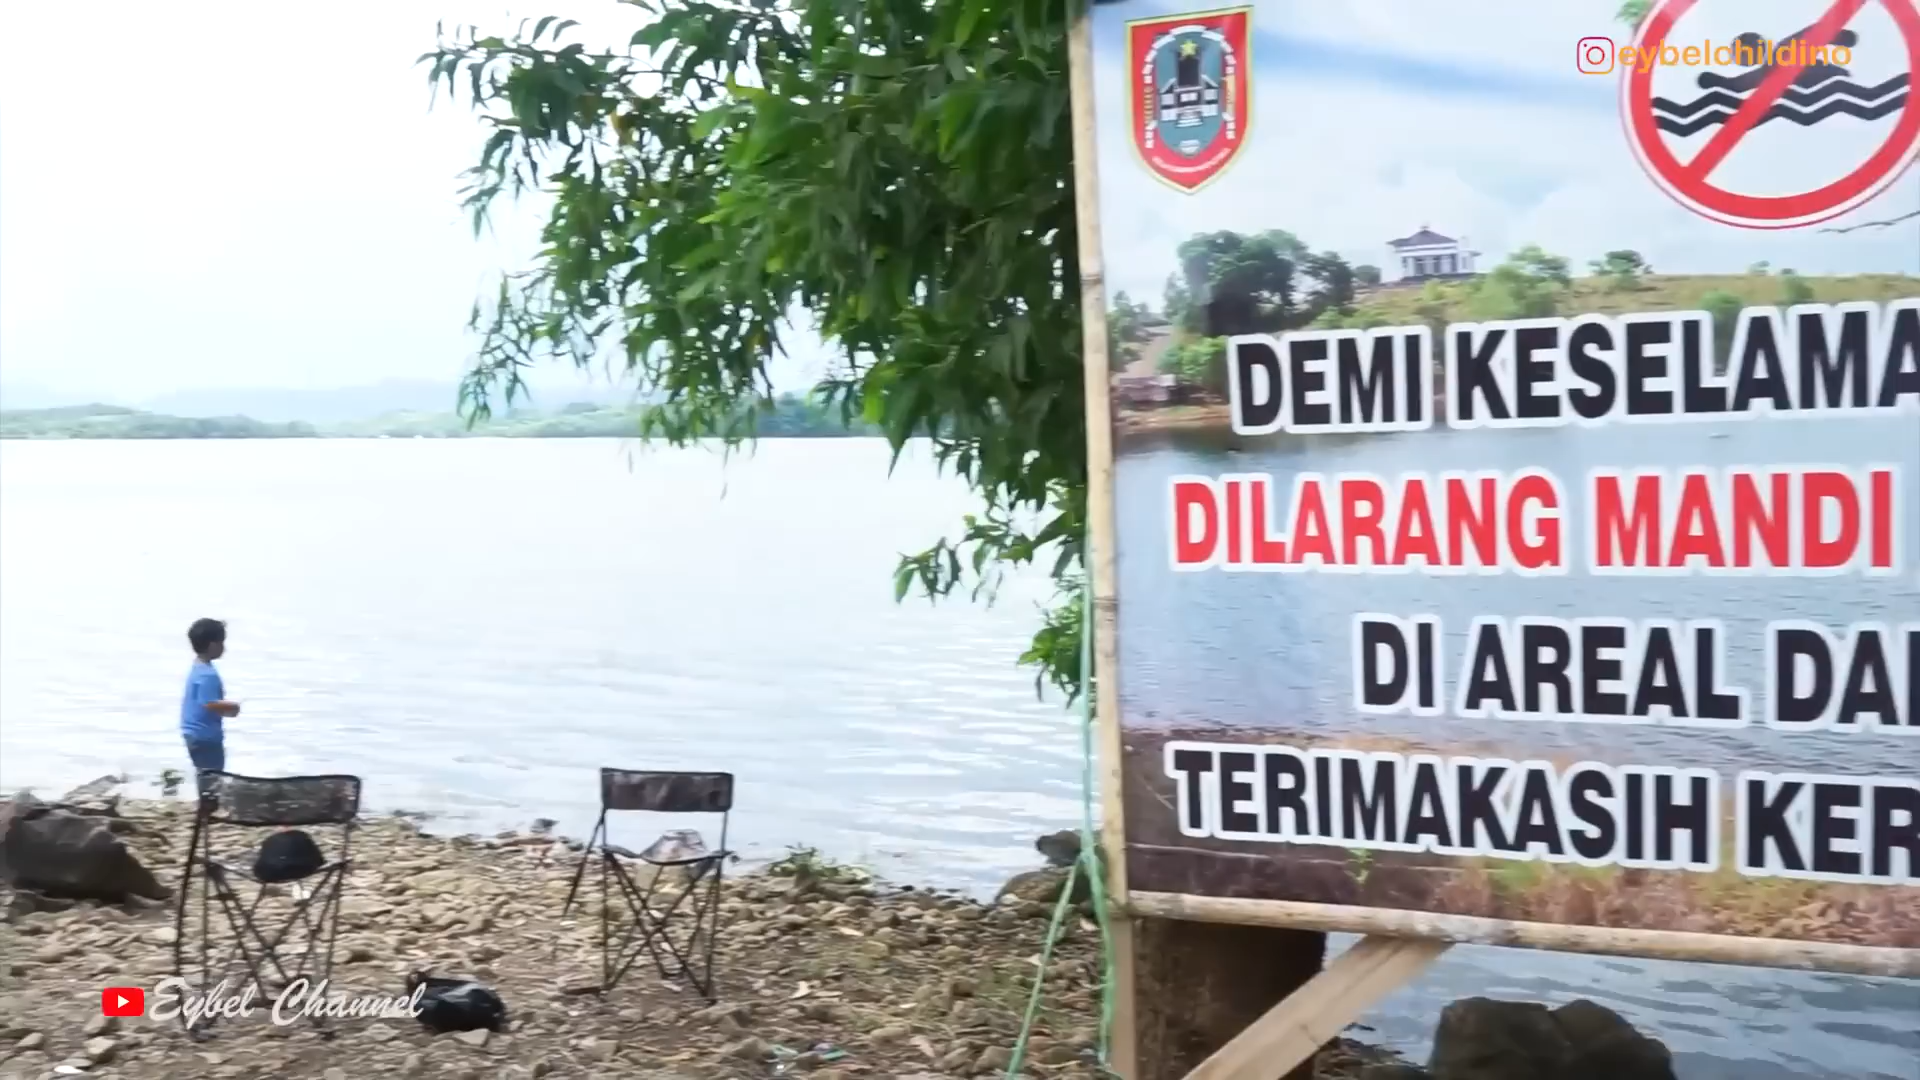 eybelchildino
DEMI KESELAMA
DILARANG MANDI
DI AREAL DA
TERIMAKASIH KER
Eybel Channel